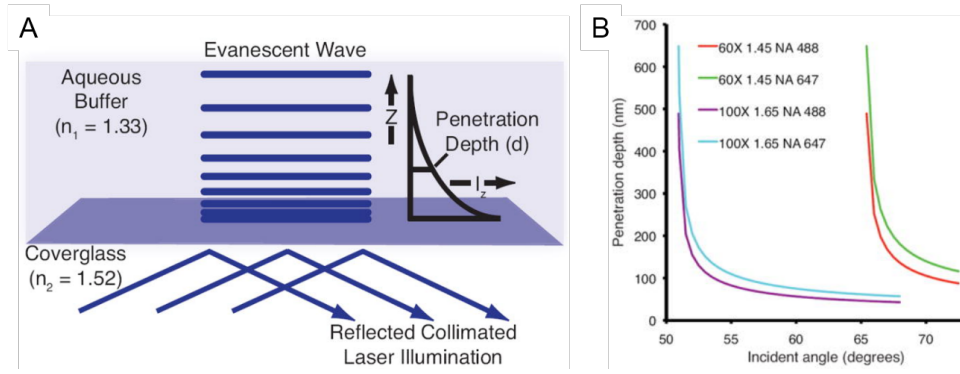 A
Evanescent Wave
Aqueous
Buffer
(n₁ = 1.33)
Z
Penetration
Depth (d)
I_z
Coverglass
(n₂ = 1.52)
Reflected Collimated
Laser Illumination
B
Penetration depth (nm)
700
600
500
400
300
200
100
0
60X 1.45 NA 488
60X 1.45 NA 647
100X 1.65 NA 488
100X 1.65 NA 647
50 55 60 65 70
Incident angle (degrees)